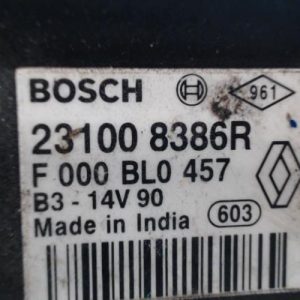 BOSCH 961
23100 8386R
F 000 BL0 457
B3 - 14V 90
Made in India 603